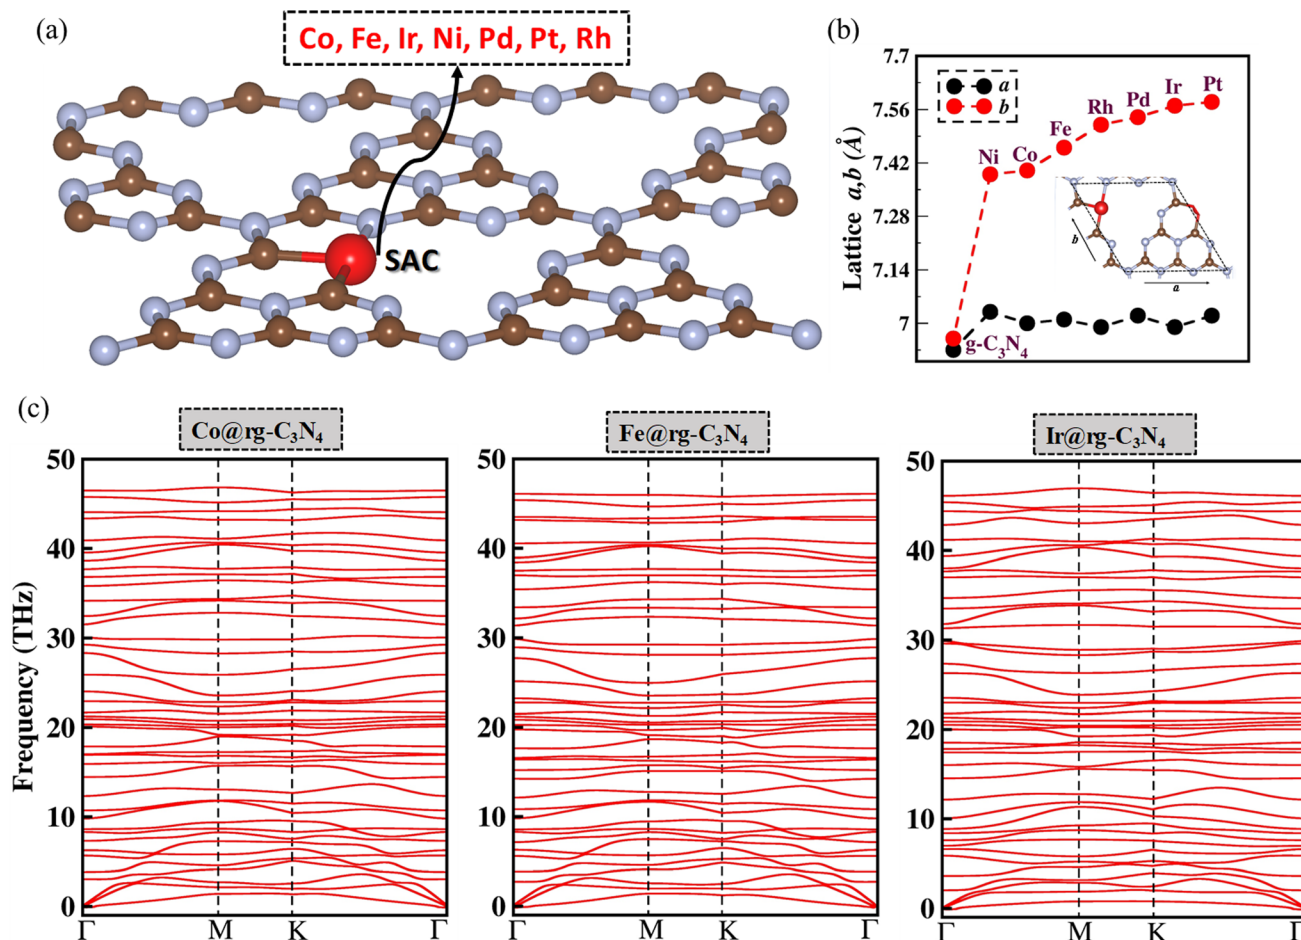 (a)
Co, Fe, Ir, Ni, Pd, Pt, Rh
SAC
(b)
Lattice a,b (Å)
7.7
7.56
7.42
7.28
7.14
7
a
b
g-C₃N₄
Ni
Co
Fe
Rh
Pd
Ir
Pt
b
a
(c)
Co@rg-C₃N₄
Fe@rg-C₃N₄
Ir@rg-C₃N₄
Frequency (THz)
50
40
30
20
10
0
Γ M K Γ
50
40
30
20
10
0
Γ M K Γ
50
40
30
20
10
0
Γ M K Γ